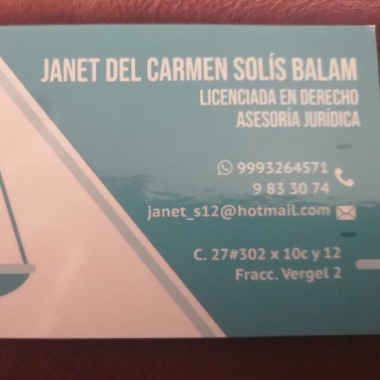 JANET DEL CARMEN SOLÍS BALAM
LICENCIADA EN DERECHO
ASESORÍA JURÍDICA
9993264571
9 83 30 74
janet_s12@hotmail.com
C. 27#302 x 10c y 12
Fracc. Vergel 2